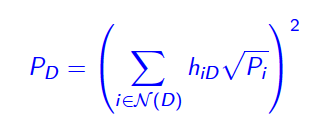 $P_D = \left( \sum_{i \in \mathcal{N}(D)} h_{iD} \sqrt{P_i} \right)^2$